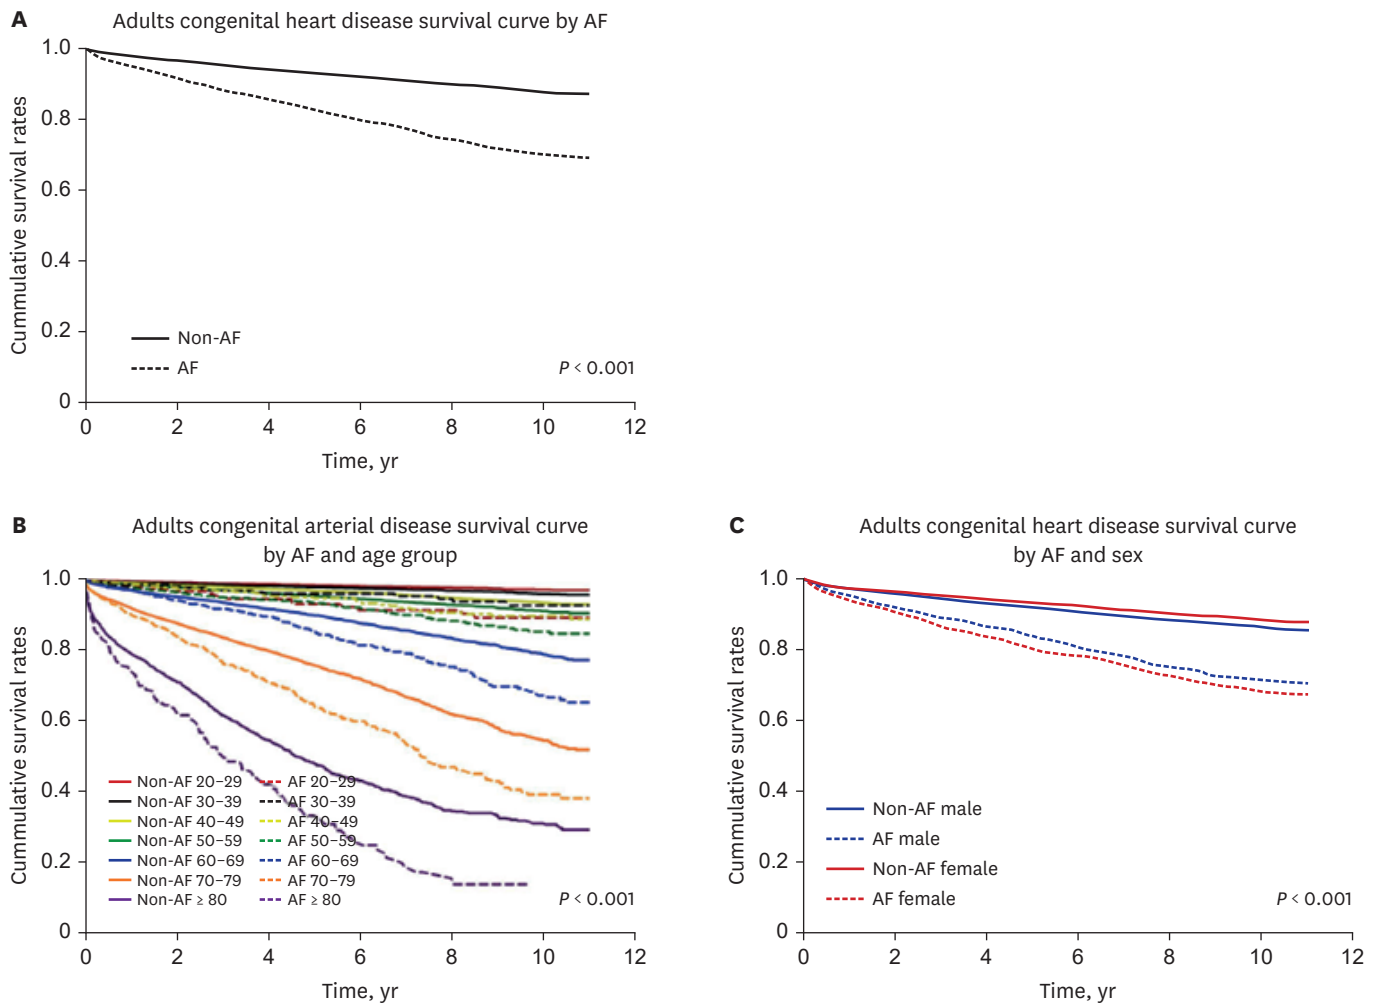 A
Adults congenital heart disease survival curve by AF
Cummulative survival rates
1.0
0.8
0.6
0.4
0.2
0
Non-AF
AF
P < 0.001
0 2 4 6 8 10 12
Time, yr
B
Adults congenital arterial disease survival curve
by AF and age group
Cummulative survival rates
1.0
0.8
0.6
0.4
0.2
0
Non-AF 20–29 AF 20–29
Non-AF 30–39 AF 30–39
Non-AF 40–49 AF 40–49
Non-AF 50–59 AF 50–59
Non-AF 60–69 AF 60–69
Non-AF 70–79 AF 70–79
Non-AF ≥ 80 AF ≥ 80
P < 0.001
0 2 4 6 8 10 12
Time, yr
C
Adults congenital heart disease survival curve
by AF and sex
Cummulative survival rates
1.0
0.8
0.6
0.4
0.2
0
Non-AF male
AF male
Non-AF female
AF female
P < 0.001
0 2 4 6 8 10 12
Time, yr